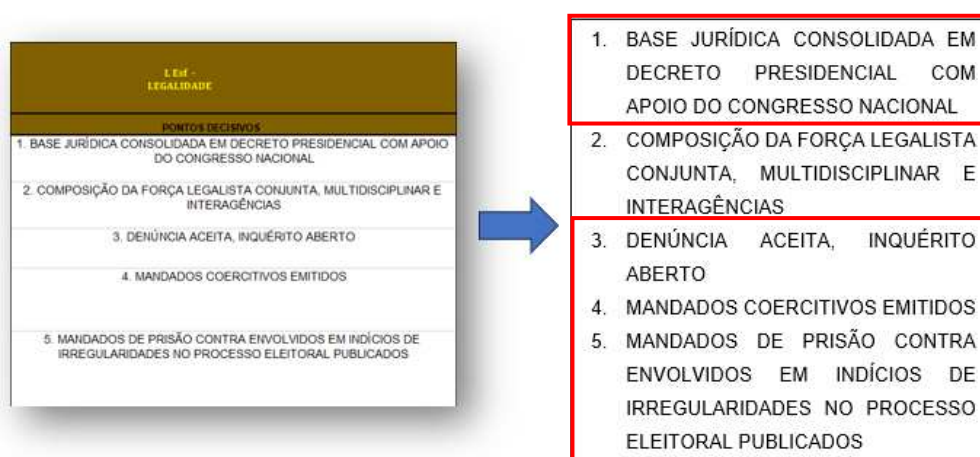 L Esf -
LEGALIDADE
PONTOS DECISIVOS
1. BASE JURÍDICA CONSOLIDADA EM DECRETO PRESIDENCIAL COM APOIO
DO CONGRESSO NACIONAL
2. COMPOSIÇÃO DA FORÇA LEGALISTA CONJUNTA, MULTIDISCIPLINAR E
INTERAGÊNCIAS
3. DENÚNCIA ACEITA, INQUÉRITO ABERTO
4. MANDADOS COERCITIVOS EMITIDOS
5. MANDADOS DE PRISÃO CONTRA ENVOLVIDOS EM INDÍCIOS DE
IRREGULARIDADES NO PROCESSO ELEITORAL PUBLICADOS
1. BASE JURÍDICA CONSOLIDADA EM
DECRETO PRESIDENCIAL COM
APOIO DO CONGRESSO NACIONAL
2. COMPOSIÇÃO DA FORÇA LEGALISTA
CONJUNTA, MULTIDISCIPLINAR E
INTERAGÊNCIAS
3. DENÚNCIA ACEITA, INQUÉRITO
ABERTO
4. MANDADOS COERCITIVOS EMITIDOS
5. MANDADOS DE PRISÃO CONTRA
ENVOLVIDOS EM INDÍCIOS DE
IRREGULARIDADES NO PROCESSO
ELEITORAL PUBLICADOS